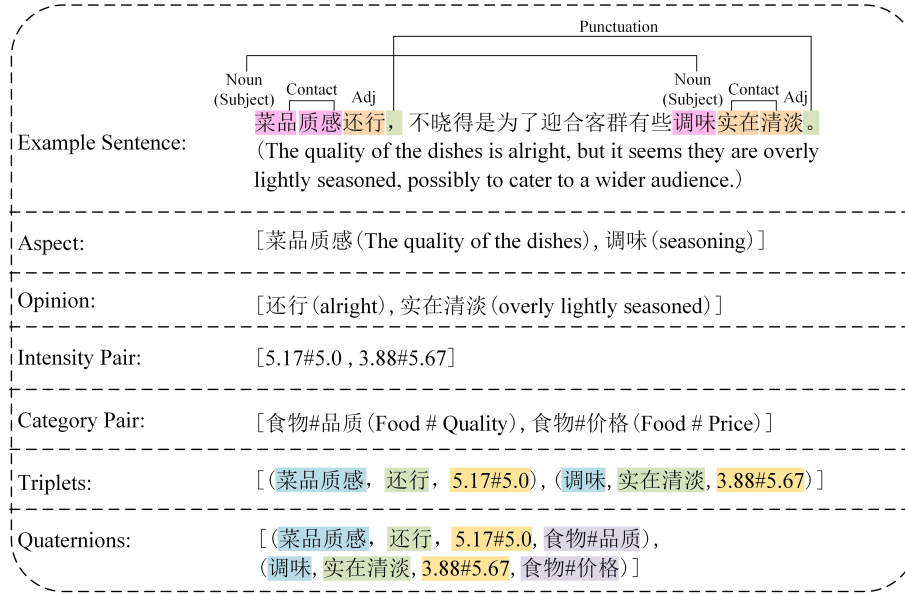 Punctuation
Noun
(Subject)
Contact
Adj
Noun
(Subject)
Contact
Adj
Example Sentence:
菜品质感还行，不晓得是为了迎合客群有些调味实在清淡。
(The quality of the dishes is alright, but it seems they are overly
lightly seasoned, possibly to cater to a wider audience.)
Aspect:
[菜品质感(The quality of the dishes),调味(seasoning)]
Opinion:
[还行(alright),实在清淡(overly lightly seasoned)]
Intensity Pair:
[5.17#5.0 , 3.88#5.67]
Category Pair:
[食物#品质(Food # Quality),食物#价格(Food # Price)]
Triplets:
[(菜品质感，还行，5.17#5.0),(调味,实在清淡,3.88#5.67)]
Quaternions:
[(菜品质感，还行，5.17#5.0,食物#品质),
(调味,实在清淡,3.88#5.67,食物#价格)]